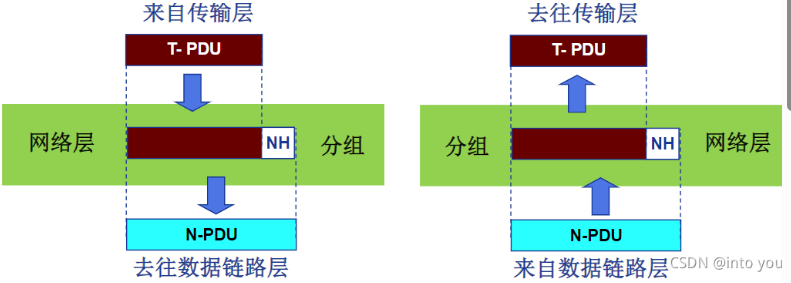 来自传输层
T- PDU
网络层
NH
分组
N-PDU
去往数据链路层
去往传输层
T- PDU
分组
NH
网络层
N-PDU
来自数据链路层
CSDN @into you